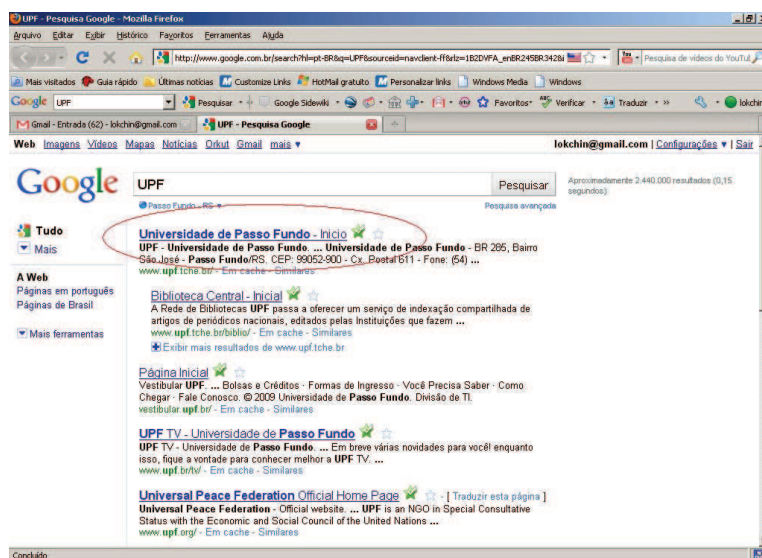 UPF - Pesquisa Google - Mozilla Firefox
Arquivo Editar Exibir Histórico Favoritos Ferramentas Ajuda
http://www.google.com.br/search?hl=pt-BR&q=UPF&sourceid=navclient-ff&rlz=1B2DVFA_enBR245BR342&i
Pesquisa de vídeos do YouTul
Mais visitados Guia rápido Últimas notícias Customize Links HotMail gratuito Personalizar links Windows Media Windows
Google UPF Pesquisar Google Sidewiki Favoritos Verificar Traduzir » lokchin
Gmail - Entrada (62) - lokchin@gmail.com UPF - Pesquisa Google
Web Imagens Vídeos Mapas Notícias Orkut Gmail mais ▼ lokchin@gmail.com | Configurações ▼ | Sair
Google UPF Pesquisar
Aproximadamente 2.440.000 resultados (0,15 segundos)
Passo Fundo - RS ▼ Pesquisa avançada
Tudo
Mais
A Web
Páginas em português
Páginas de Brasil
Mais ferramentas
Universidade de Passo Fundo - Inicio
UPF - Universidade de Passo Fundo. ... Universidade de Passo Fundo - BR 285, Bairro
São José - Passo Fundo/RS. CEP: 99052-900 - Cx. Postal 611 - Fone: (54) ...
www.upf.tche.br/ - Em cache - Similares
Biblioteca Central - Inicial
A Rede de Bibliotecas UPF passa a oferecer um serviço de indexação compartilhada de
artigos de periódicos nacionais, editados pelas Instituições que fazem ...
www.upf.tche.br/biblio/ - Em cache - Similares
Exibir mais resultados de www.upf.tche.br
Página Inicial
Vestibular UPF. ... Bolsas e Créditos · Formas de Ingresso · Você Precisa Saber · Como
Chegar · Fale Conosco. © 2009 Universidade de Passo Fundo. Divisão de TI.
vestibular.upf.br/ - Em cache - Similares
UPF TV - Universidade de Passo Fundo
UPF TV - Universidade de Passo Fundo. ... Em breve várias novidades para você! enquanto
isso, fique a vontade para conhecer melhor a UPF TV. ...
www.upf.br/tv/ - Em cache - Similares
Universal Peace Federation Official Home Page - [ Traduzir esta página ]
Universal Peace Federation - Official website. ... UPF is an NGO in Special Consultative
Status with the Economic and Social Council of the United Nations ...
www.upf.org/ - Em cache - Similares
Concluído